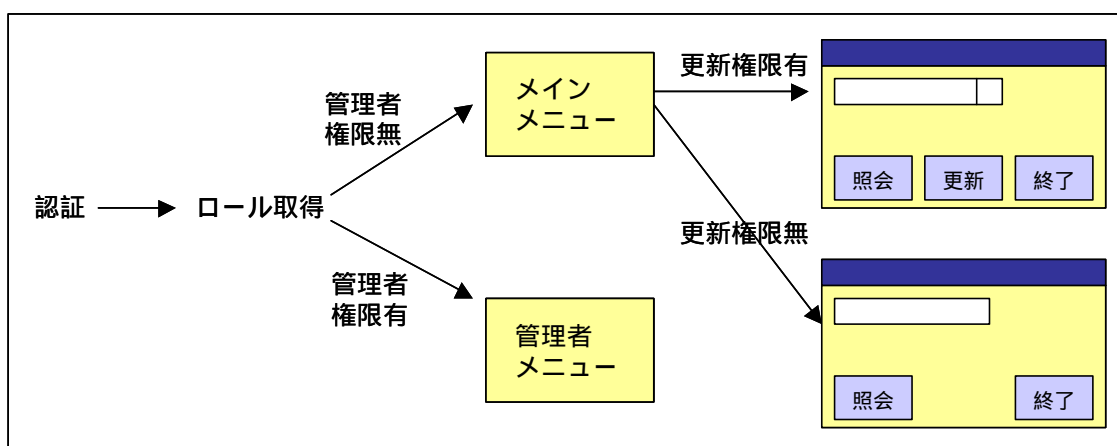 認証
ロール取得
管理者
権限無
管理者
権限有
メイン
メニュー
管理者
メニュー
更新権限有
更新権限無
照会
更新
終了
照会
終了